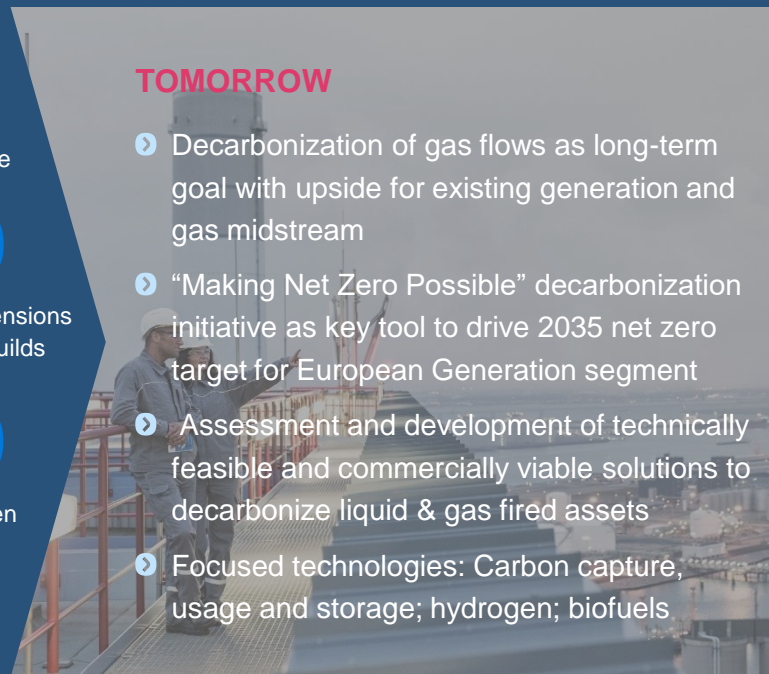 TOMORROW
Decarbonization of gas flows as long-term
goal with upside for existing generation and
gas midstream
“Making Net Zero Possible” decarbonization
initiative as key tool to drive 2035 net zero
target for European Generation segment
Assessment and development of technically
feasible and commercially viable solutions to
decarbonize liquid & gas fired assets
Focused technologies: Carbon capture,
usage and storage; hydrogen; biofuels